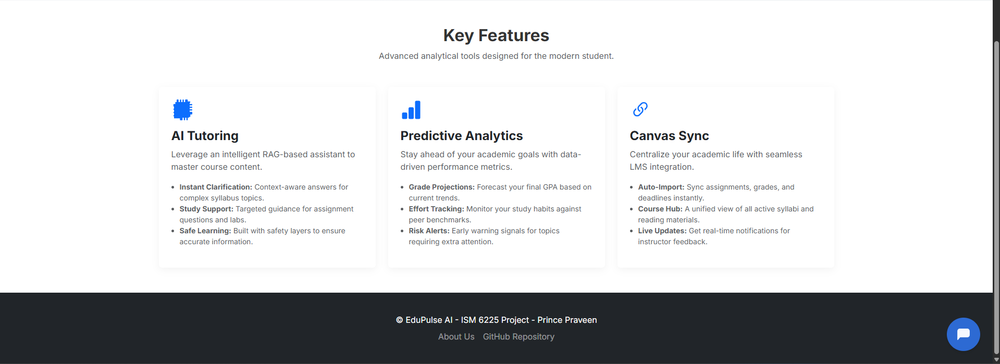 Key Features
Advanced analytical tools designed for the modern student.
AI Tutoring
Leverage an intelligent RAG-based assistant to
master course content.
• Instant Clarification: Context-aware answers for
complex syllabus topics.
• Study Support: Targeted guidance for assignment
questions and labs.
• Safe Learning: Built with safety layers to ensure
accurate information.
Predictive Analytics
Stay ahead of your academic goals with data-
driven performance metrics.
• Grade Projections: Forecast your final GPA based on
current trends.
• Effort Tracking: Monitor your study habits against
peer benchmarks.
• Risk Alerts: Early warning signals for topics
requiring extra attention.
Canvas Sync
Centralize your academic life with seamless
LMS integration.
• Auto-Import: Sync assignments, grades, and
deadlines instantly.
• Course Hub: A unified view of all active syllabi and
reading materials.
• Live Updates: Get real-time notifications for
instructor feedback.
© EduPulse AI - ISM 6225 Project - Prince Praveen
About Us GitHub Repository